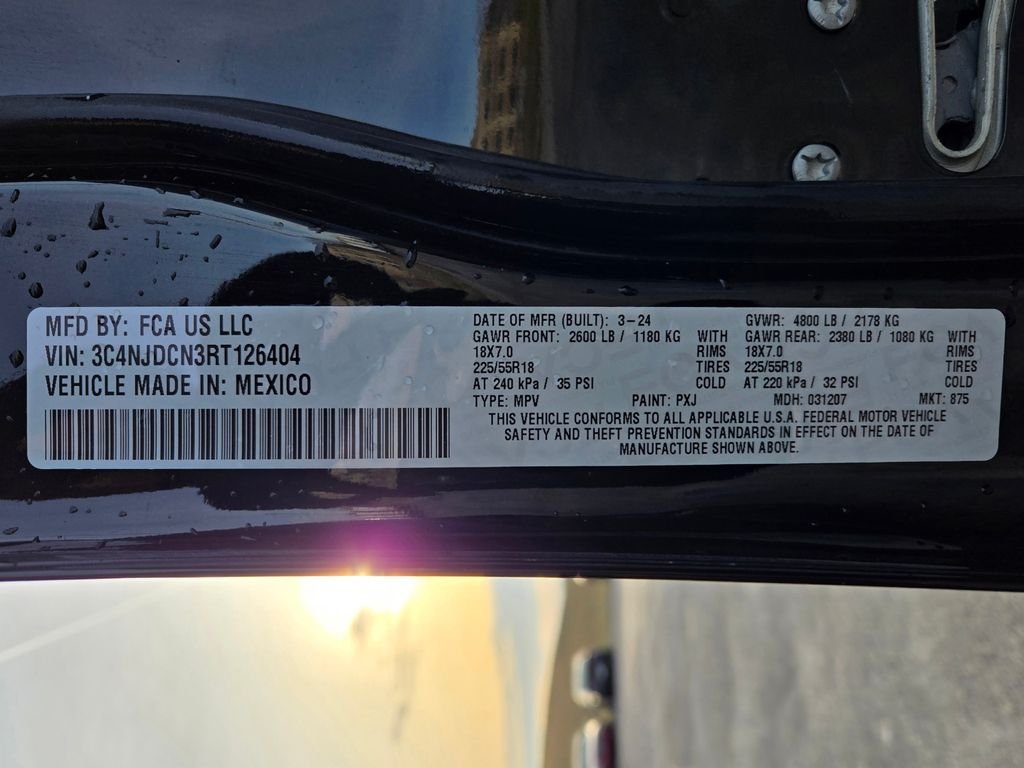 MFD BY: FCA US LLC
VIN: 3C4NJDCN3RT126404
VEHICLE MADE IN: MEXICO
DATE OF MFR (BUILT): 3-24 GVWR: 4800 LB / 2178 KG
GAWR FRONT: 2600 LB / 1180 KG WITH GAWR REAR: 2380 LB / 1080 KG WITH
18X7.0 RIMS 18X7.0 RIMS
225/55R18 TIRES 225/55R18 TIRES
AT 240 kPa / 35 PSI COLD AT 220 kPa / 32 PSI COLD
TYPE: MPV PAINT: PXJ MDH: 031207 MKT: 875
THIS VEHICLE CONFORMS TO ALL APPLICABLE U.S.A. FEDERAL MOTOR VEHICLE
SAFETY AND THEFT PREVENTION STANDARDS IN EFFECT ON THE DATE OF
MANUFACTURE SHOWN ABOVE.